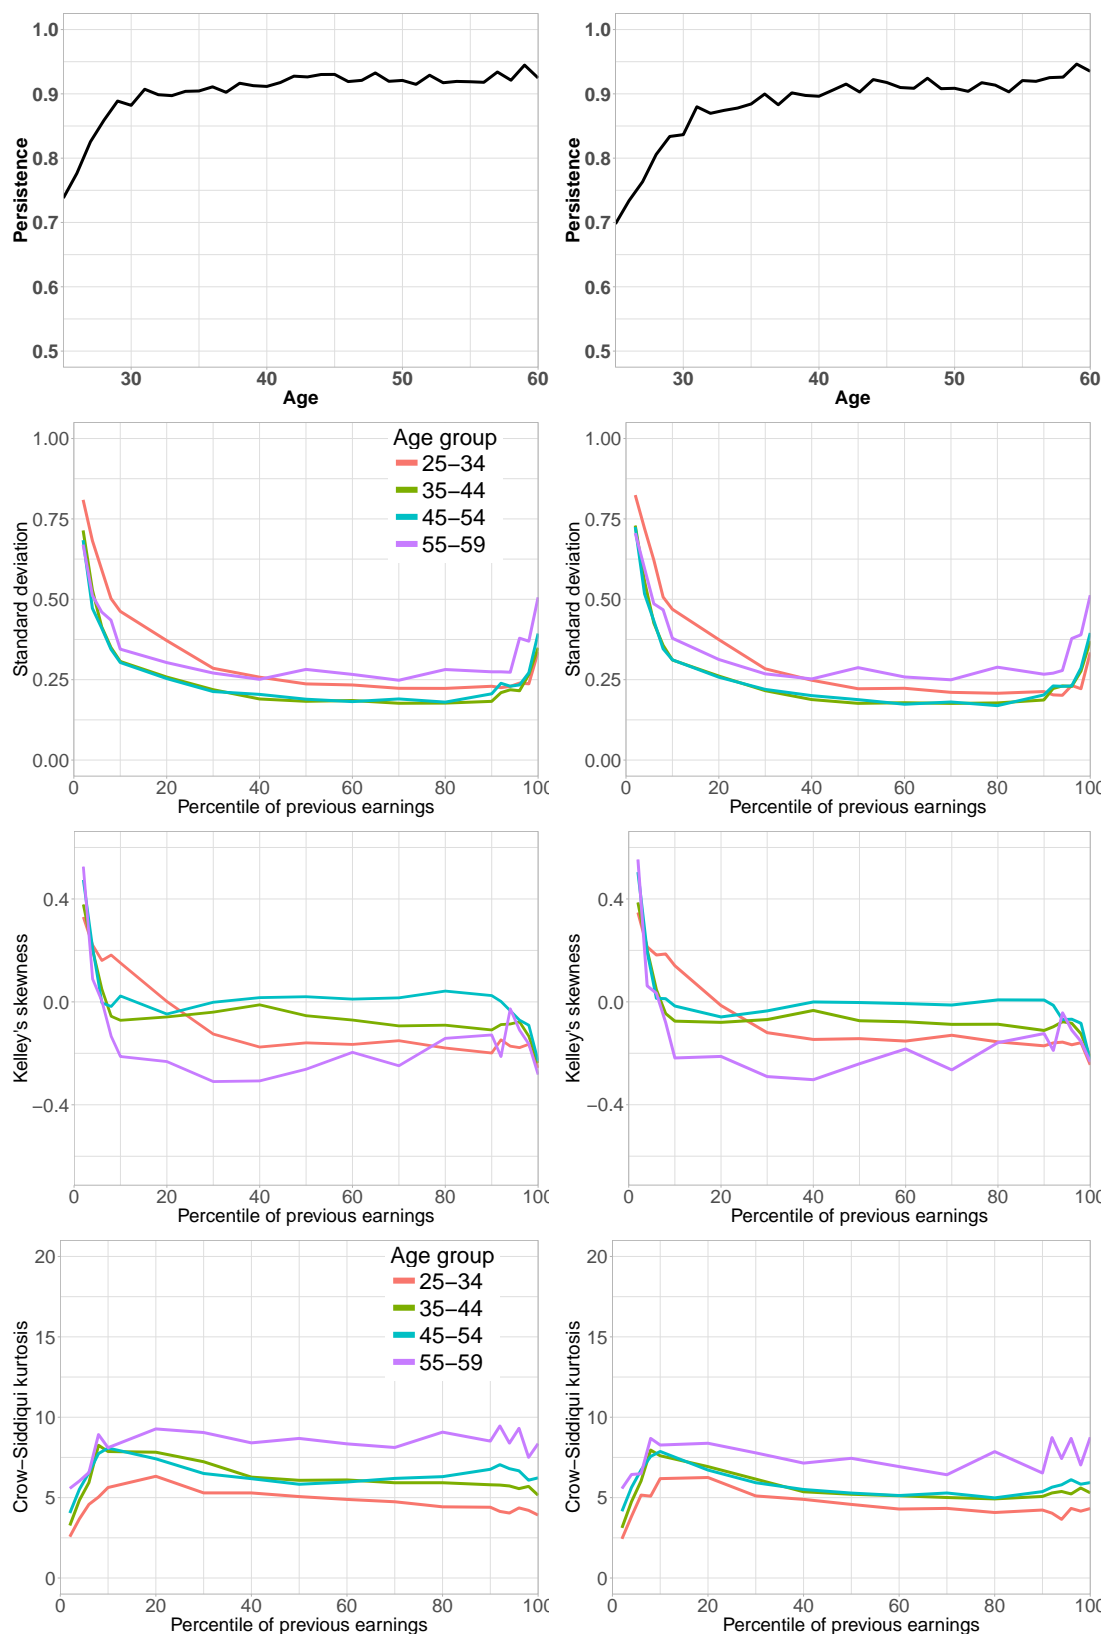 1.0
0.9
0.8
0.7
0.6
0.5
Persistence
30 40 50 60
Age
1.0
0.9
0.8
0.7
0.6
0.5
Persistence
30 40 50 60
Age
1.00
0.75
0.50
0.25
0.00
Standard deviation
Age group
25−34
35−44
45−54
55−59
0 20 40 60 80 100
Percentile of previous earnings
1.00
0.75
0.50
0.25
0.00
Standard deviation
0 20 40 60 80 100
Percentile of previous earnings
0.4
0.0
−0.4
Kelley's skewness
0 20 40 60 80 100
Percentile of previous earnings
0.4
0.0
−0.4
Kelley's skewness
0 20 40 60 80 100
Percentile of previous earnings
20
15
10
5
0
Crow−Siddiqui kurtosis
Age group
25−34
35−44
45−54
55−59
0 20 40 60 80 100
Percentile of previous earnings
20
15
10
5
0
Crow−Siddiqui kurtosis
0 20 40 60 80 100
Percentile of previous earnings